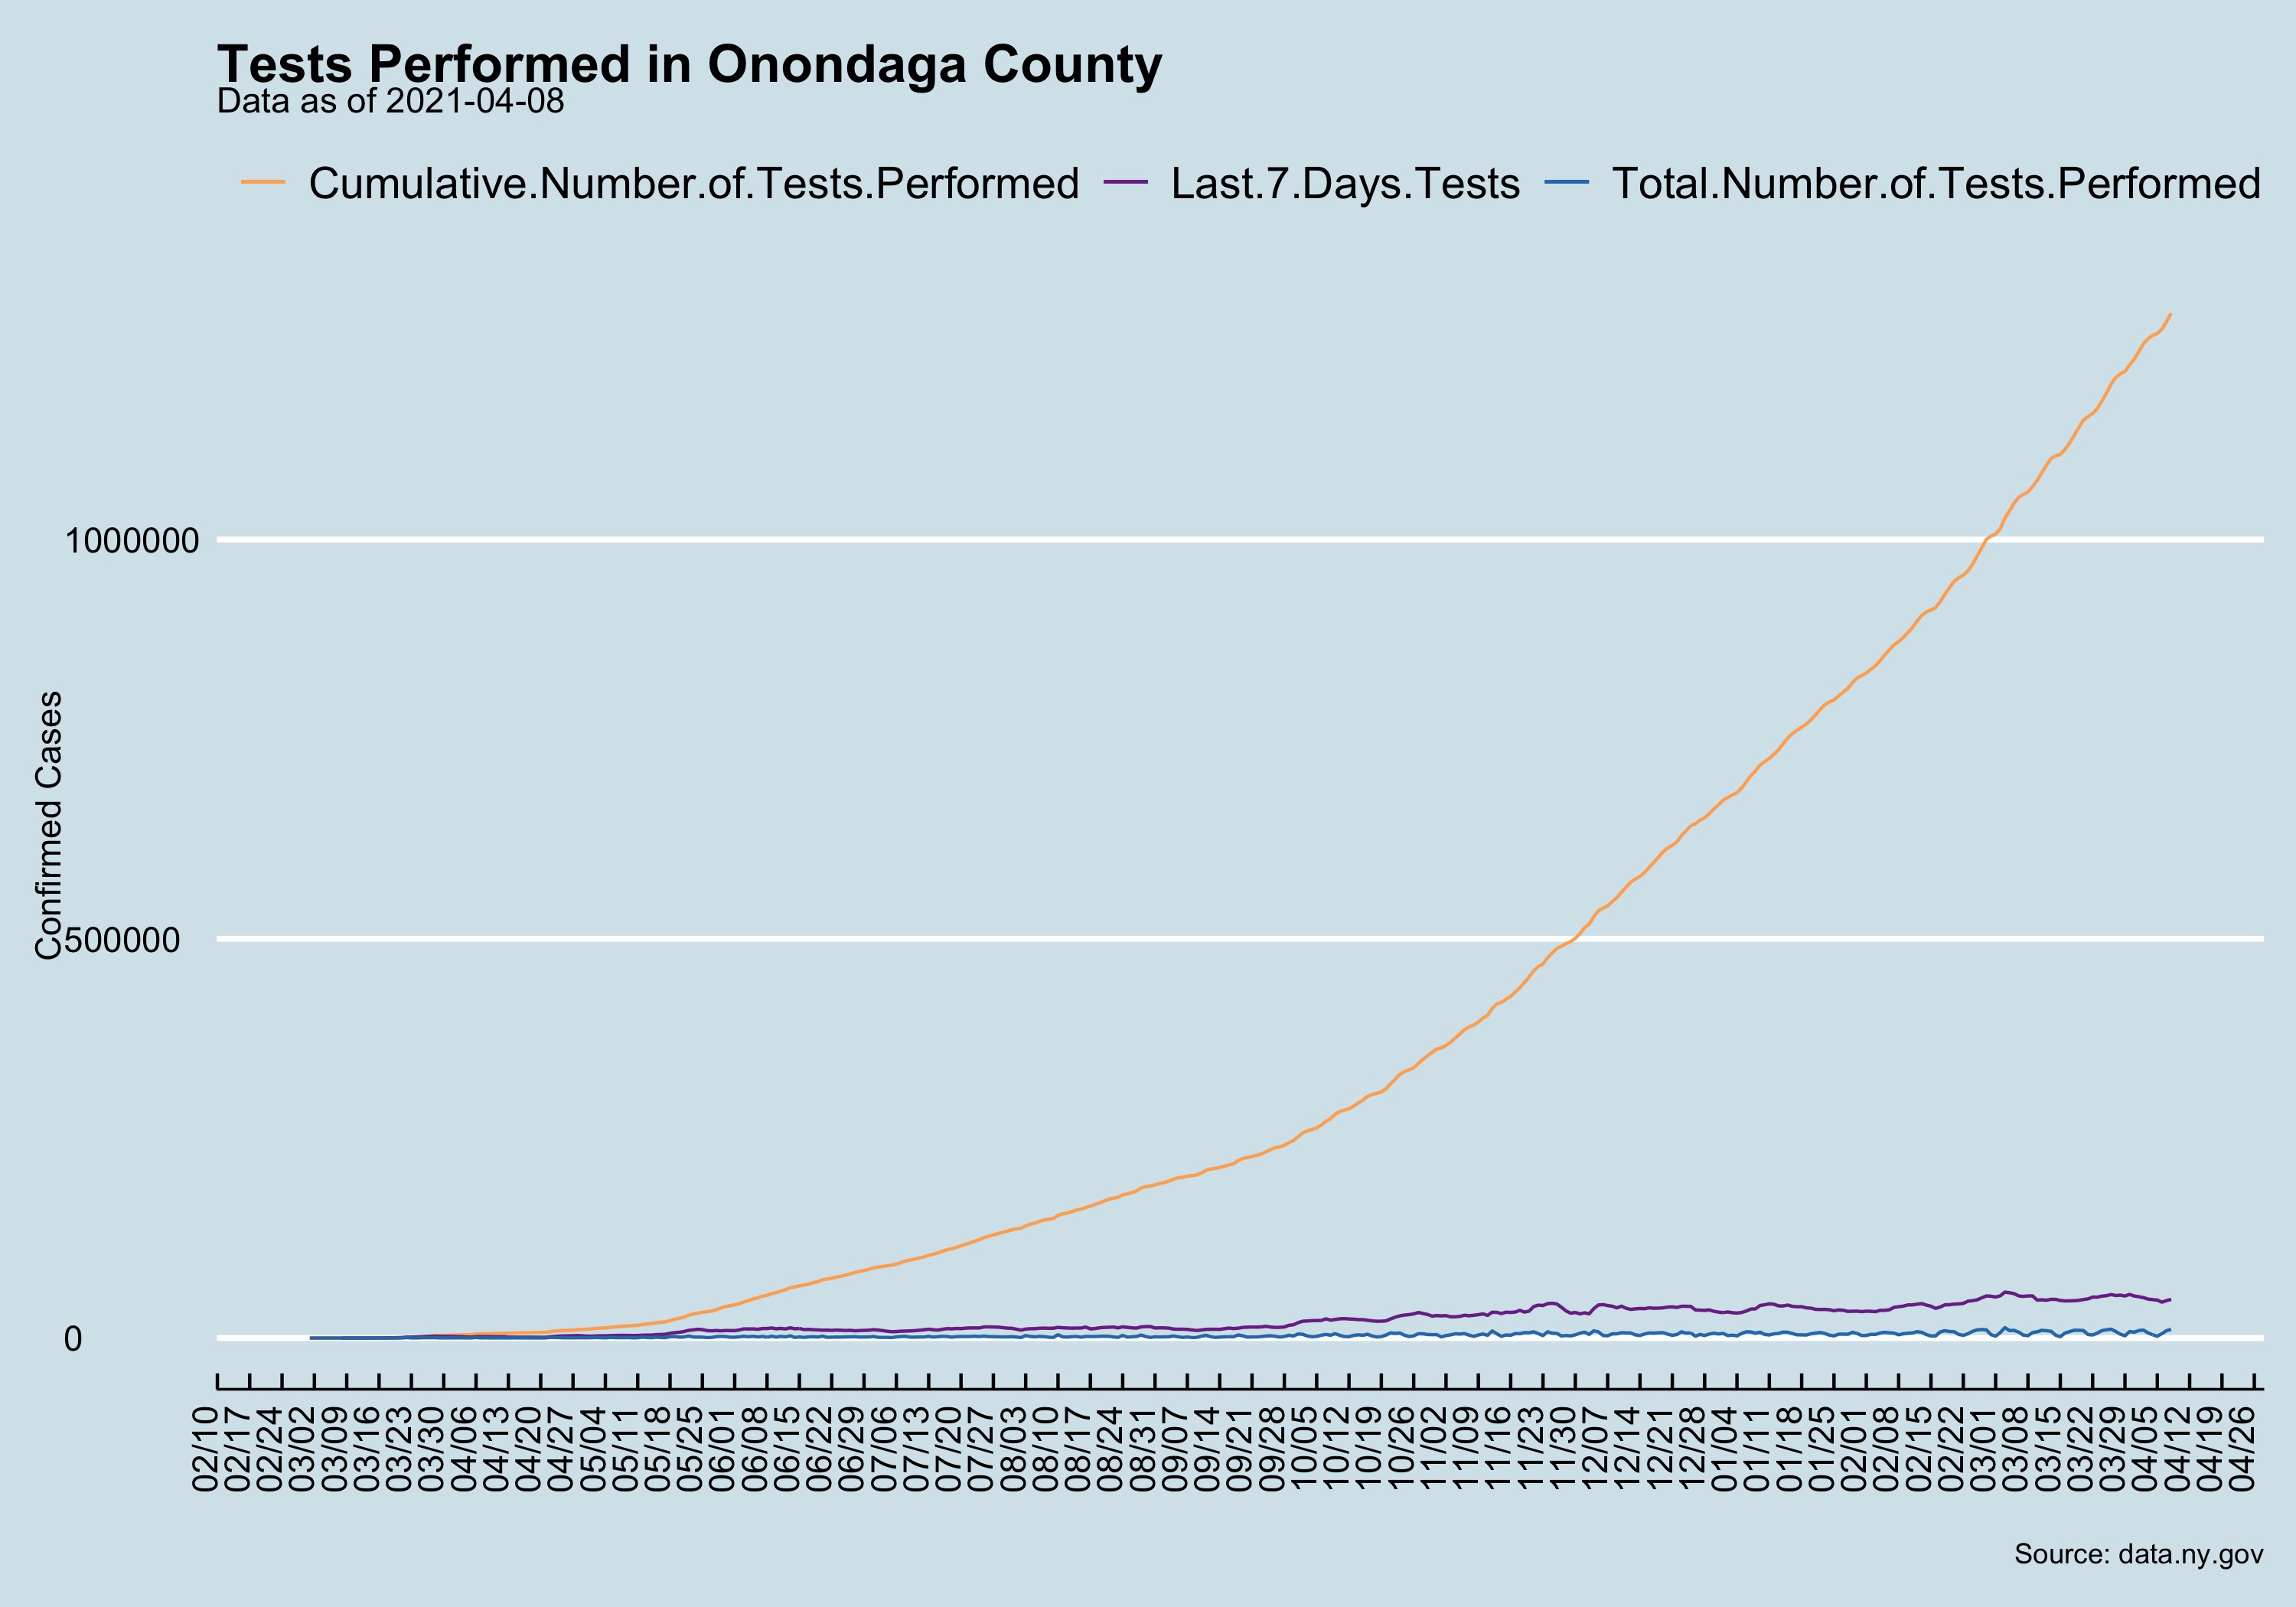 Tests Performed in Onondaga County
Data as of 2021-04-08
Cumulative.Number.of.Tests.Performed Last.7.Days.Tests Total.Number.of.Tests.Performed
Confirmed Cases
1000000
500000
0
02/10 02/17 02/24 03/02 03/09 03/16 03/23 03/30 04/06 04/13 04/20 04/27 05/04 05/11 05/18 05/25 06/01 06/08 06/15 06/22 06/29 07/06 07/13 07/20 07/27 08/03 08/10 08/17 08/24 08/31 09/07 09/14 09/21 09/28 10/05 10/12 10/19 10/26 11/02 11/09 11/16 11/23 11/30 12/07 12/14 12/21 12/28 01/04 01/11 01/18 01/25 02/01 02/08 02/15 02/22 03/01 03/08 03/15 03/22 03/29 04/05 04/12 04/19 04/26
Source: data.ny.gov